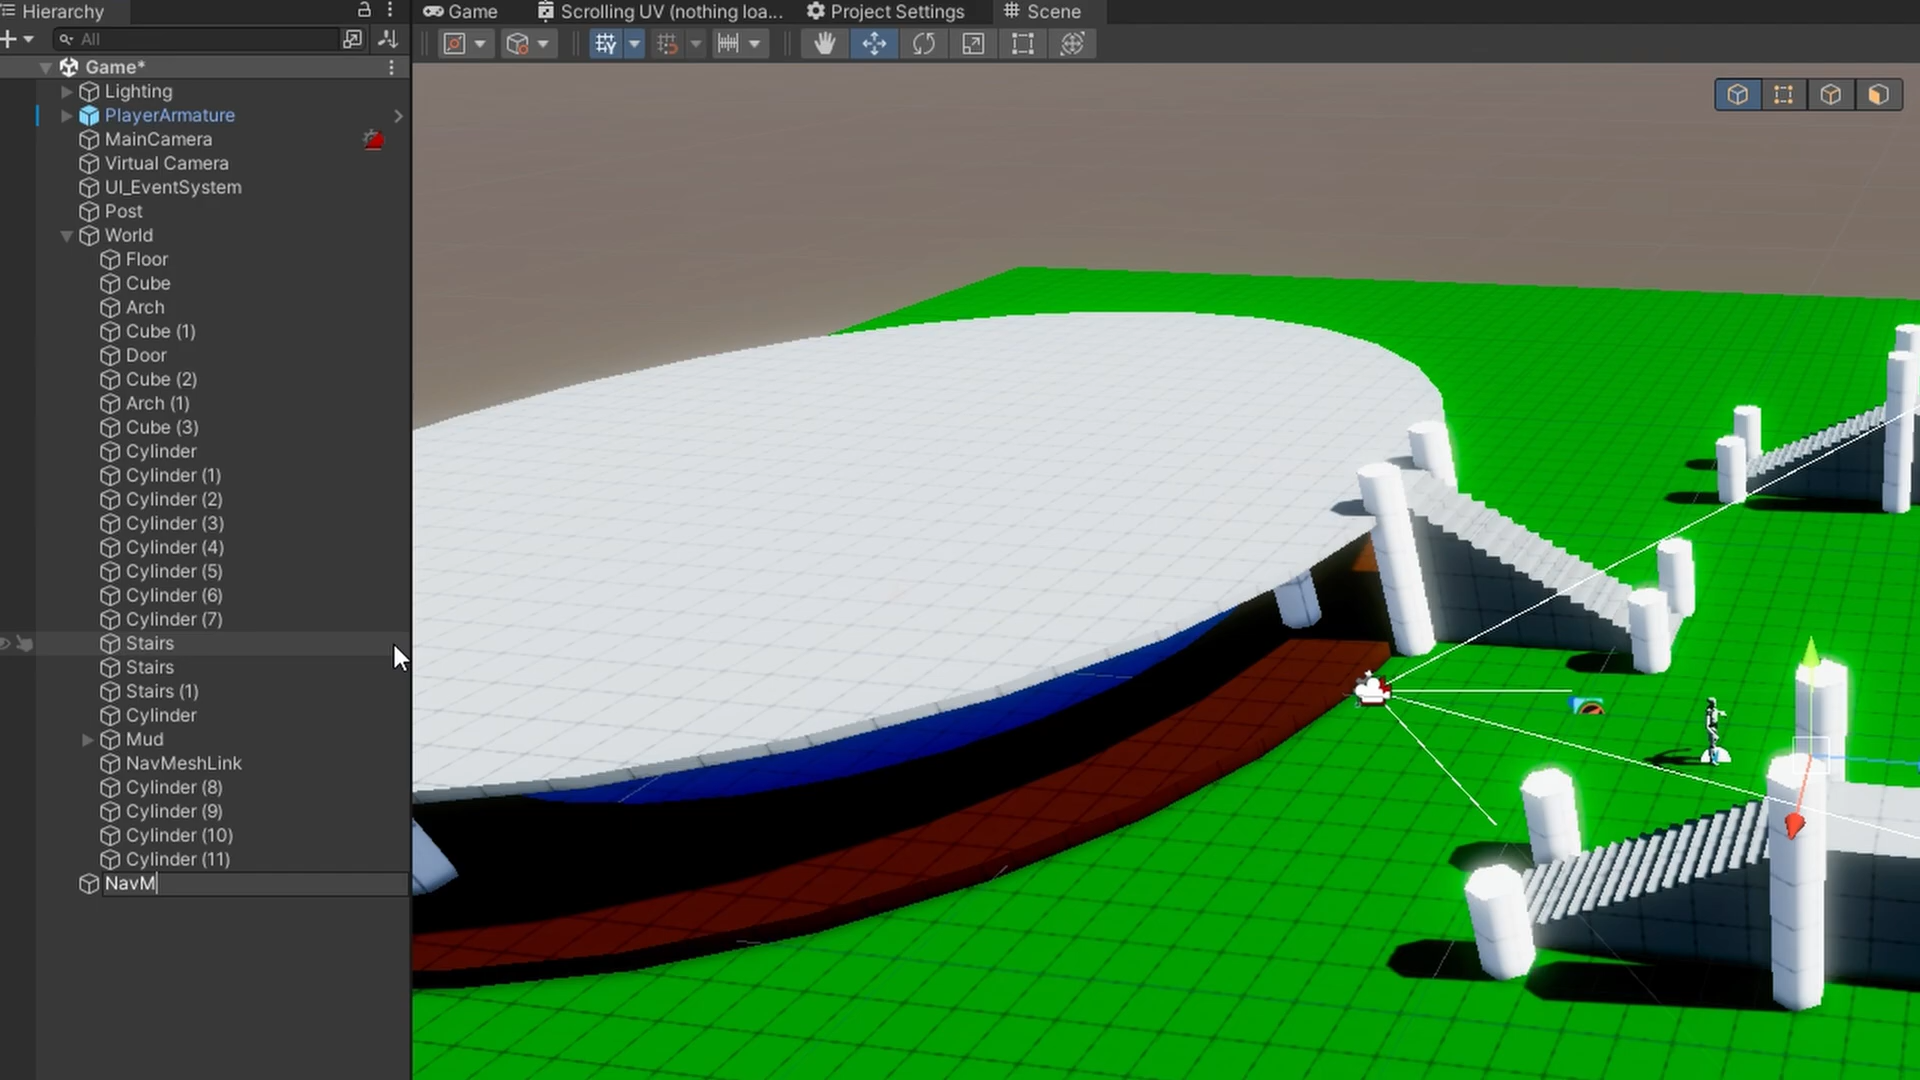 Hierarchy
Game
Scrolling UV (nothing loa...
Project Settings
Scene
All
Game*
Lighting
PlayerArmature
MainCamera
Virtual Camera
UI_EventSystem
Post
World
Floor
Cube
Arch
Cube (1)
Door
Cube (2)
Arch (1)
Cube (3)
Cylinder
Cylinder (1)
Cylinder (2)
Cylinder (3)
Cylinder (4)
Cylinder (5)
Cylinder (6)
Cylinder (7)
Stairs
Stairs
Stairs (1)
Cylinder
Mud
NavMeshLink
Cylinder (8)
Cylinder (9)
Cylinder (10)
Cylinder (11)
NavM